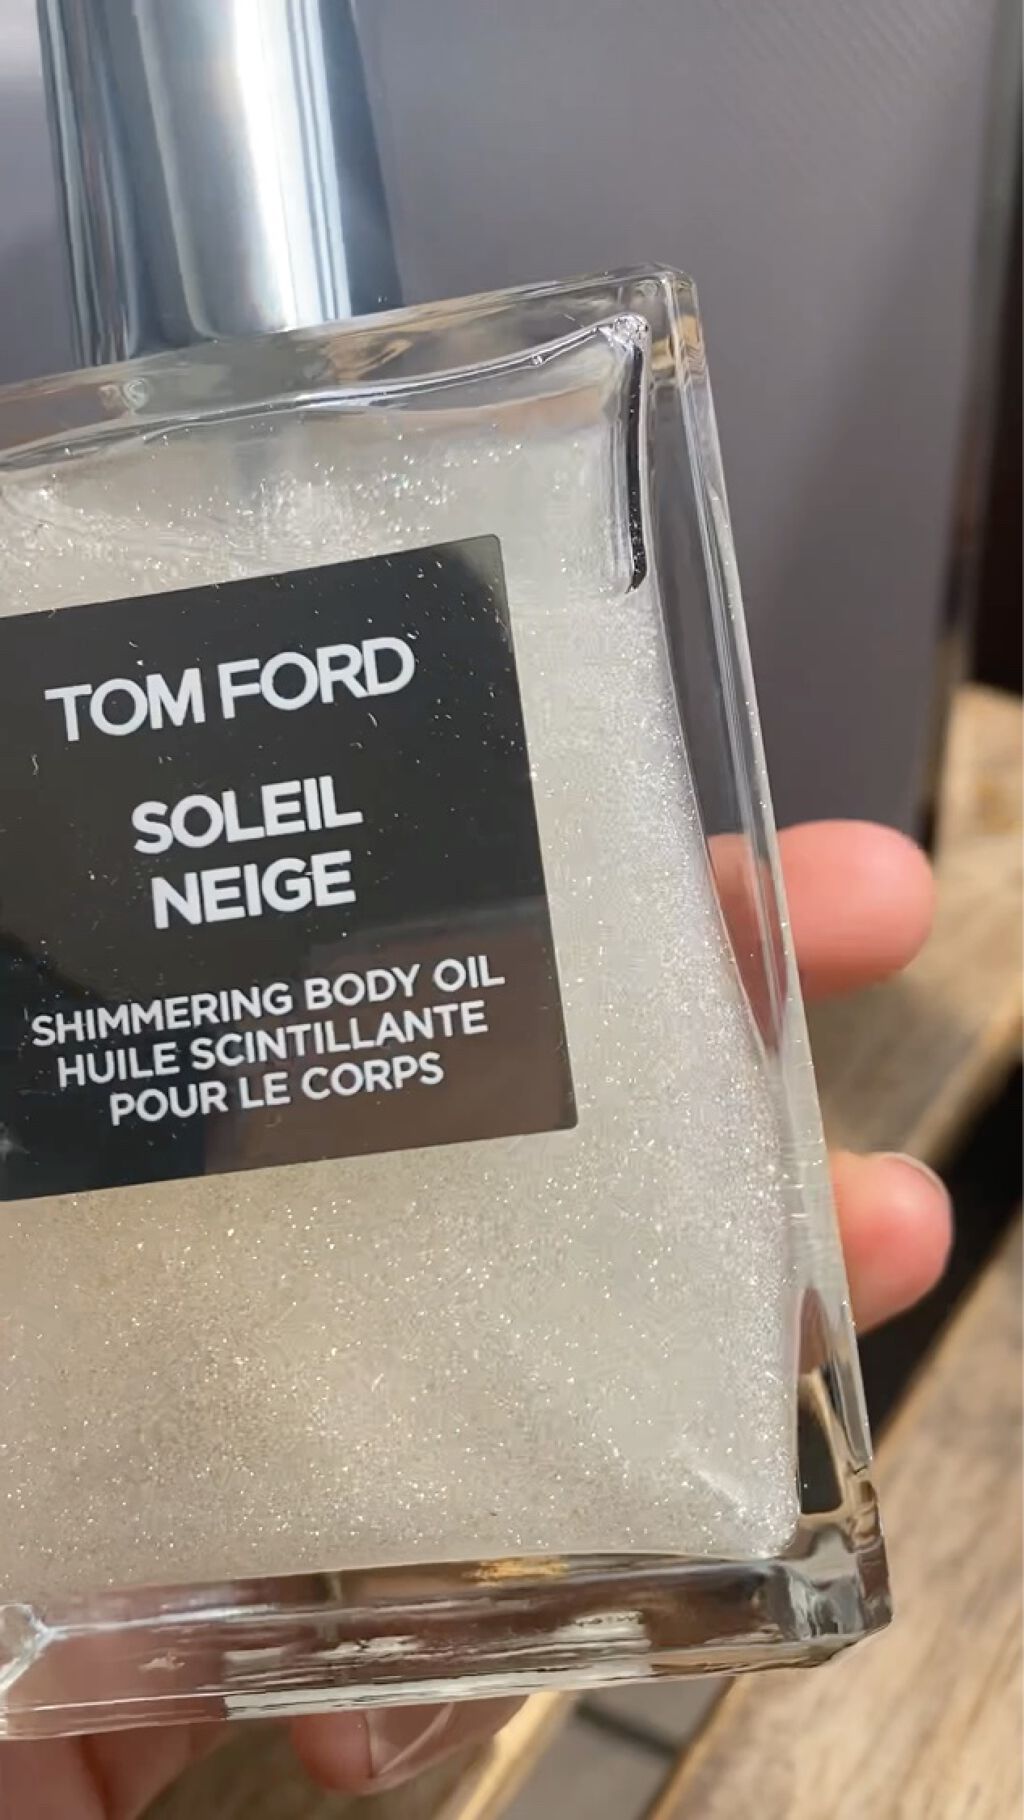 TOM FORD
SOLEIL
NEIGE
SHIMMERING BODY OIL
HUILE SCINTILLANTE
POUR LE CORPS